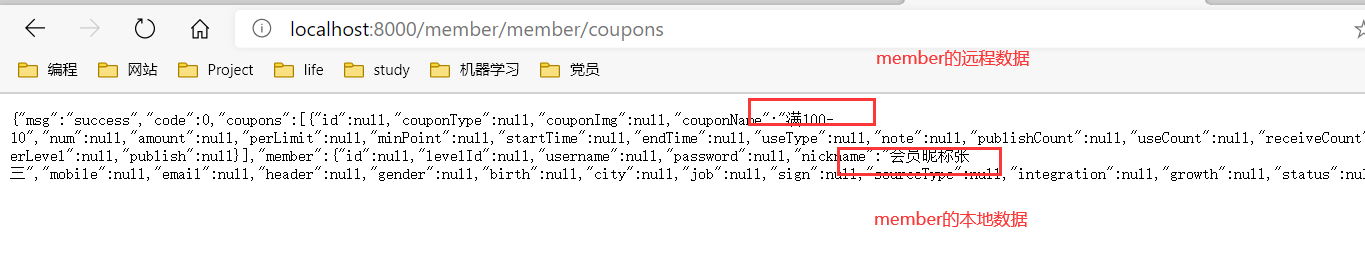 localhost:8000/member/member/coupons
编程 网站 Project life study 机器学习 党员
member的远程数据
{"msg":"success","code":0,"coupons":[{"id":null,"couponType":null,"couponImg":null,"couponName":"满100-
10","num":null,"amount":null,"perLimit":null,"minPoint":null,"startTime":null,"endTime":null,"useType":null,"note":null,"publishCount":null,"useCount":null,"receiveCount"
erLevel":null,"publish":null}],"member":{"id":null,"levelId":null,"username":null,"password":null,"nickname":"会员昵称张
三","mobile":null,"email":null,"header":null,"gender":null,"birth":null,"city":null,"job":null,"sign":null,"sourceType":null,"integration":null,"growth":null,"status":null
member的本地数据